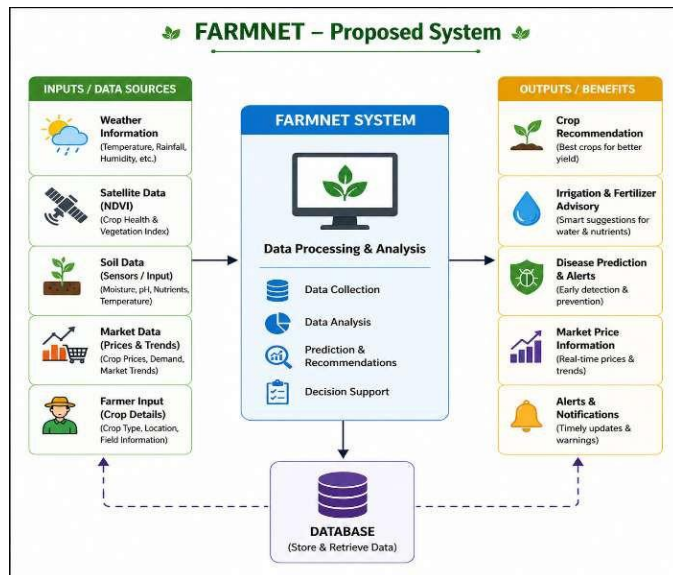 FARMNET – Proposed System
INPUTS / DATA SOURCES
Weather
Information
(Temperature, Rainfall,
Humidity, etc.)
Satellite Data
(NDVI)
(Crop Health &
Vegetation Index)
Soil Data
(Sensors / Input)
(Moisture, pH, Nutrients,
Temperature)
Market Data
(Prices & Trends)
(Crop Prices, Demand,
Market Trends)
Farmer Input
(Crop Details)
(Crop Type, Location,
Field Information)
FARMNET SYSTEM
Data Processing & Analysis
Data Collection
Data Analysis
Prediction &
Recommendations
Decision Support
DATABASE
(Store & Retrieve Data)
OUTPUTS / BENEFITS
Crop
Recommendation
(Best crops for better
yield)
Irrigation & Fertilizer
Advisory
(Smart suggestions for
water & nutrients)
Disease Prediction
& Alerts
(Early detection &
prevention)
Market Price
Information
(Real-time prices &
trends)
Alerts &
Notifications
(Timely updates &
warnings)